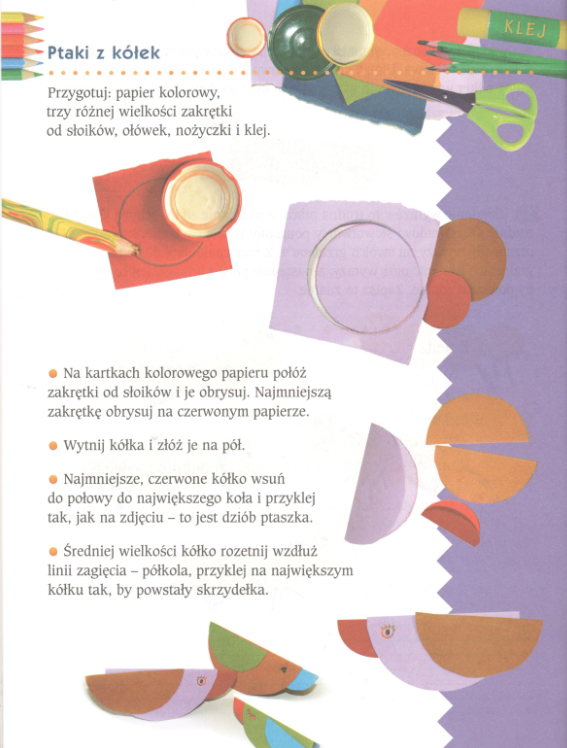 KLEJ
Ptaki z kółek
Przygotuj: papier kolorowy,
trzy różnej wielkości zakrętki
od słoików, ołówek, nożyczki i klej.
● Na kartkach kolorowego papieru połóż
zakrętki od słoików i je obrysuj. Najmniejszą
zakrętkę obrysuj na czerwonym papierze.
● Wytnij kółka i złóż je na pół.
● Najmniejsze, czerwone kółko wsuń
do połowy do największego koła i przyklej
tak, jak na zdjęciu – to jest dziób ptaszka.
● Średniej wielkości kółko rozetnij wzdłuż
linii zagięcia – półkola, przyklej na największym
kółku tak, by powstały skrzydełka.